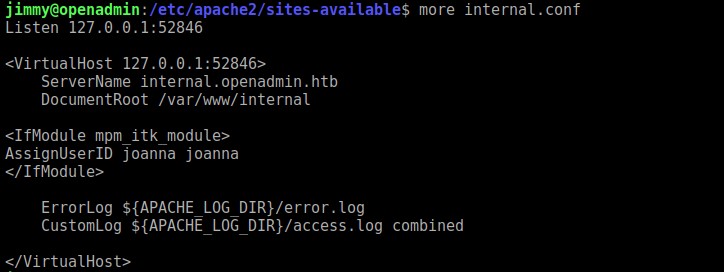 jimmy@openadmin:/etc/apache2/sites-available$ more internal.conf
Listen 127.0.0.1:52846
<VirtualHost 127.0.0.1:52846>
ServerName internal.openadmin.htb
DocumentRoot /var/www/internal
<IfModule mpm_itk_module>
AssignUserID joanna joanna
</IfModule>
ErrorLog ${APACHE_LOG_DIR}/error.log
CustomLog ${APACHE_LOG_DIR}/access.log combined
</VirtualHost>